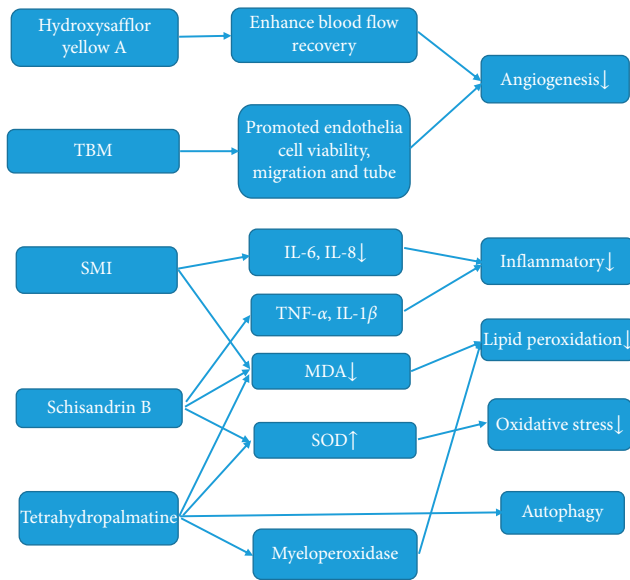 Hydroxysafflor
yellow A
Enhance blood flow
recovery
Angiogenesis↓
TBM
Promoted endothelia
cell viability,
migration and tube
SMI
IL-6, IL-8↓
Inflammatory↓
TNF-α, IL-1β
Lipid peroxidation↓
MDA↓
Schisandrin B
SOD↑
Oxidative stress↓
Tetrahydropalmatine
Autophagy
Myeloperoxidase